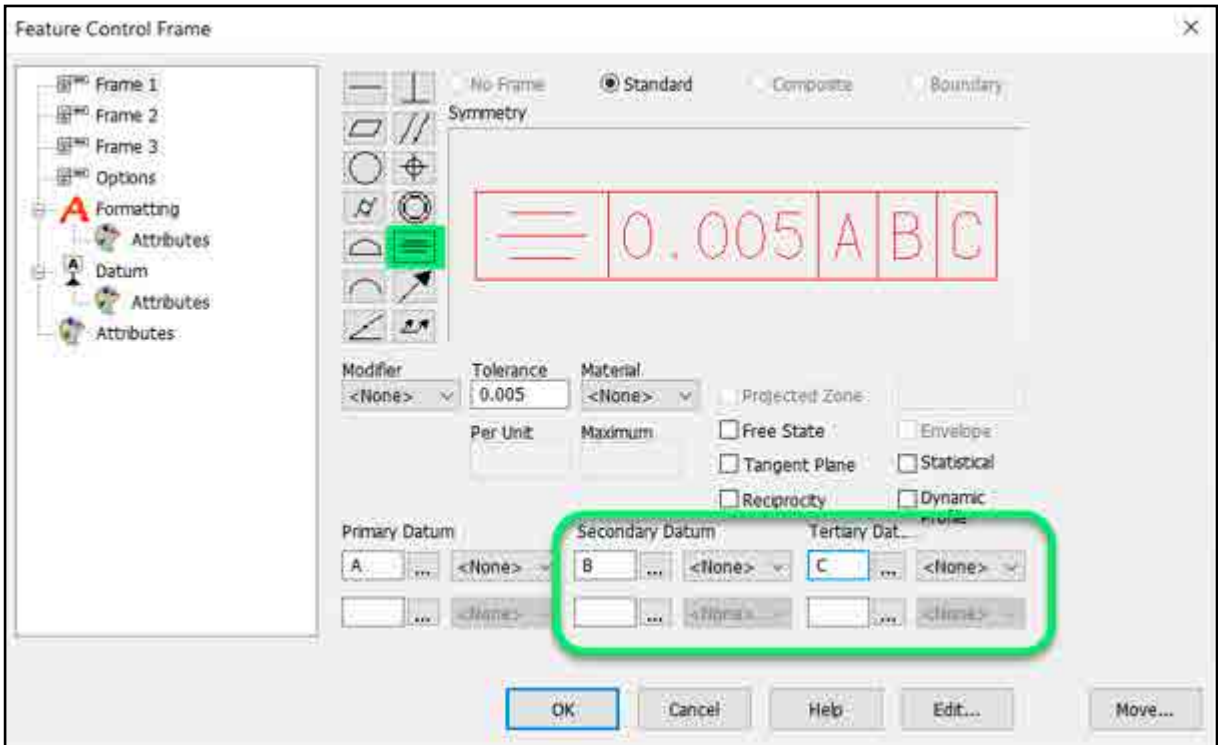 Feature Control Frame
Frame 1
Frame 2
Frame 3
Options
A Formatting
Attributes
A Datum
Attributes
Attributes
No Frame Standard Composite Boundary
Symmetry
0.005 A B C
Modifier Tolerance Material
<None> 0.005 <None> Projected Zone
Per Unit Maximum Free State Envelope
Tangent Plane Statistical
Reciprocity Dynamic
Profile
Primary Datum Secondary Datum Tertiary Dat...
A ... <None> B ... <None> C ... <None>
... <None> ... <None> ... <None>
OK Cancel Help Edit... Move...